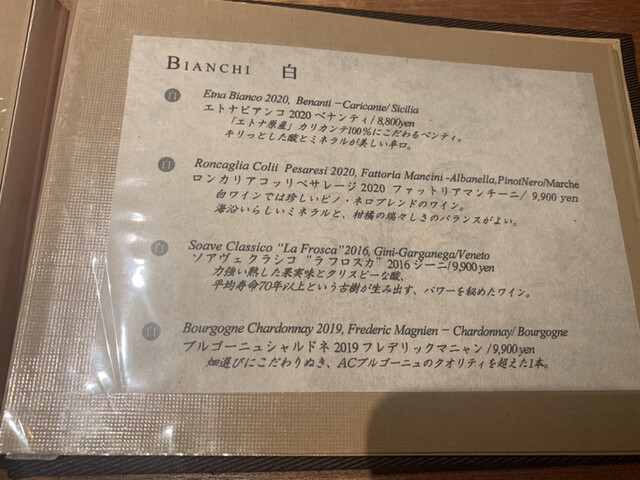 BIANCHI 白
白 Etna Bianco 2020, Benanti －Caricante/ Sicilia
エトナビアンコ 2020 ベナンティ/ 8,800yen
「エトナ原産」カリカンテ100％にこだわるベンティ。
キリっとした酸とミネラルが美しい辛口。
白 Roncaglia Colii Pesaresi 2020, Fattoria Mancini -Albanella,PinotNero/Marche
ロンカリアコッリペサレージ 2020 ファットリアマンチーニ/ 9,900 yen
白ワインでは珍しいピノ・ネロブレンドのワイン。
海沿いらしいミネラルと、柑橘の瑞々しさのバランスがよい。
白 Soave Classico “La Frosca”2016, Gini-Garganega/Veneto
ソアヴェ クラシコ “ラ フロスカ” 2016 ジーニ/ 9,900 yen
力強い熟した果実味とクリスピーな酸、
平均寿命70年以上という古樹が生み出す、パワーを秘めたワイン。
白 Bourgogne Chardonnay 2019, Frederic Magnien － Chardonnay/ Bourgogne
ブルゴーニュシャルドネ 2019 フレデリックマニャン / 9,900yen
畑選びにこだわりぬき、ACブルゴーニュのクオリティを超えた1本。